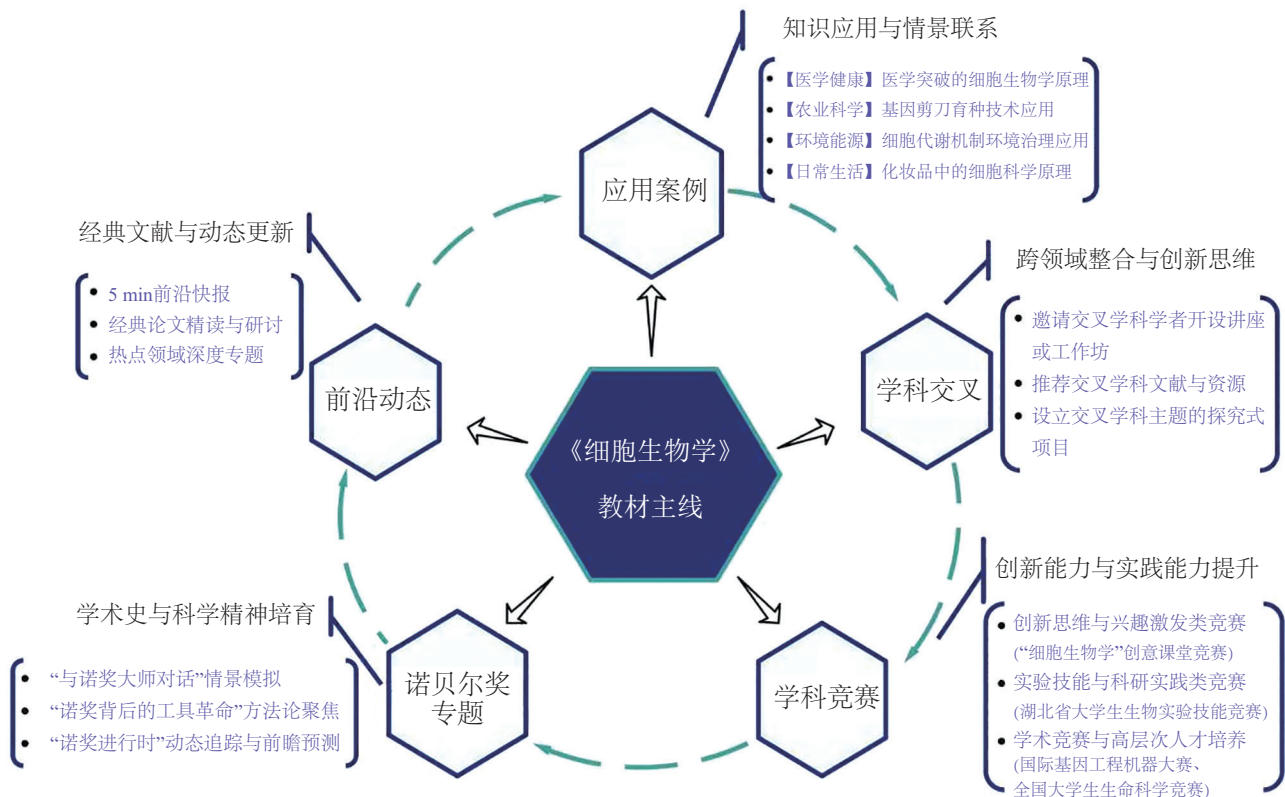 知识应用与情景联系
【医学健康】医学突破的细胞生物学原理
【农业科学】基因剪刀育种技术应用
【环境能源】细胞代谢机制环境治理应用
【日常生活】化妆品中的细胞科学原理
应用案例
经典文献与动态更新
5 min前沿快报
经典论文精读与研讨
热点领域深度专题
前沿动态
跨领域整合与创新思维
邀请交叉学科学者开设讲座
或工作坊
推荐交叉学科文献与资源
设立交叉学科主题的探究式
项目
学科交叉
《细胞生物学》
教材主线
学术史与科学精神培育
“与诺奖大师对话”情景模拟
“诺奖背后的工具革命”方法论聚焦
“诺奖进行时”动态追踪与前瞻预测
诺贝尔奖
专题
学科竞赛
创新能力与实践能力提升
创新思维与兴趣激发类竞赛
(“细胞生物学”创意课堂竞赛)
实验技能与科研实践类竞赛
(湖北省大学生生物实验技能竞赛)
学术竞赛与高层次人才培养
(国际基因工程机器大赛、
全国大学生生命科学竞赛)